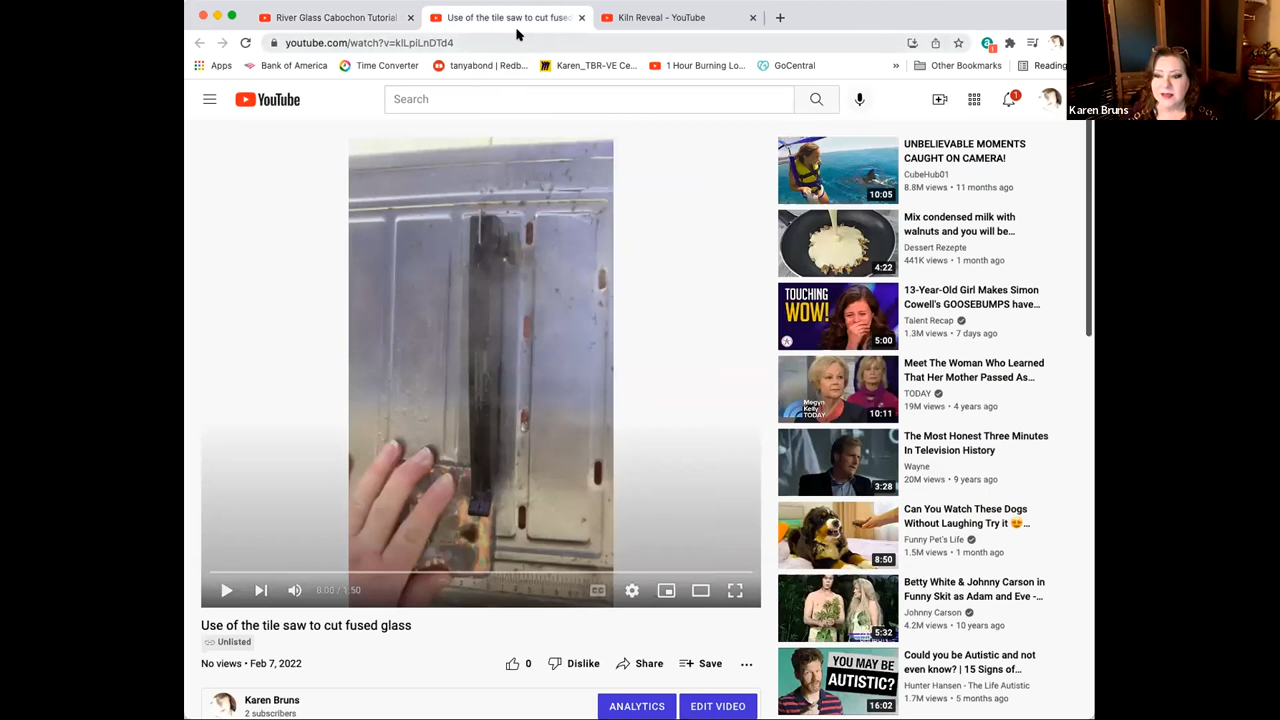 River Glass Cabochon Tutorial
Use of the tile saw to cut fused
Kiln Reveal - YouTube
youtube.com/watch?v=klLpiLnDTd4
Apps
Bank of America
Time Converter
tanyabond | Redb...
Karen_TBR-VE Ce...
1 Hour Burning Lo...
GoCentral
»
Other Bookmarks
Reading
Karen Bruns
YouTube
Search
1
UNBELIEVABLE MOMENTS
CAUGHT ON CAMERA!
CubeHub01
8.8M views • 11 months ago
10:05
Mix condensed milk with
walnuts and you will be...
Dessert Rezepte
441K views • 1 month ago
4:22
TOUCHING
WOW!
5:00
13-Year-Old Girl Makes Simon
Cowell's GOOSEBUMPS have...
Talent Recap
1.3M views • 7 days ago
Megyn
Kelly
TODAY
10:11
Meet The Woman Who Learned
That Her Mother Passed As...
TODAY
19M views • 4 years ago
3:28
The Most Honest Three Minutes
In Television History
Wayne
20M views • 9 years ago
8:50
Can You Watch These Dogs
Without Laughing Try it 😍...
Funny Pet's Life
1.5M views • 1 month ago
5:32
Betty White & Johnny Carson in
Funny Skit as Adam and Eve -...
Johnny Carson
4.2M views • 10 years ago
YOU MAY BE
AUTISTIC?
16:02
Could you be Autistic and not
even know? | 15 Signs of...
Hunter Hansen - The Life Autistic
1.7M views • 5 months ago
Use of the tile saw to cut fused glass
Unlisted
No views • Feb 7, 2022
0
Dislike
Share
Save
Karen Bruns
2 subscribers
ANALYTICS
EDIT VIDEO